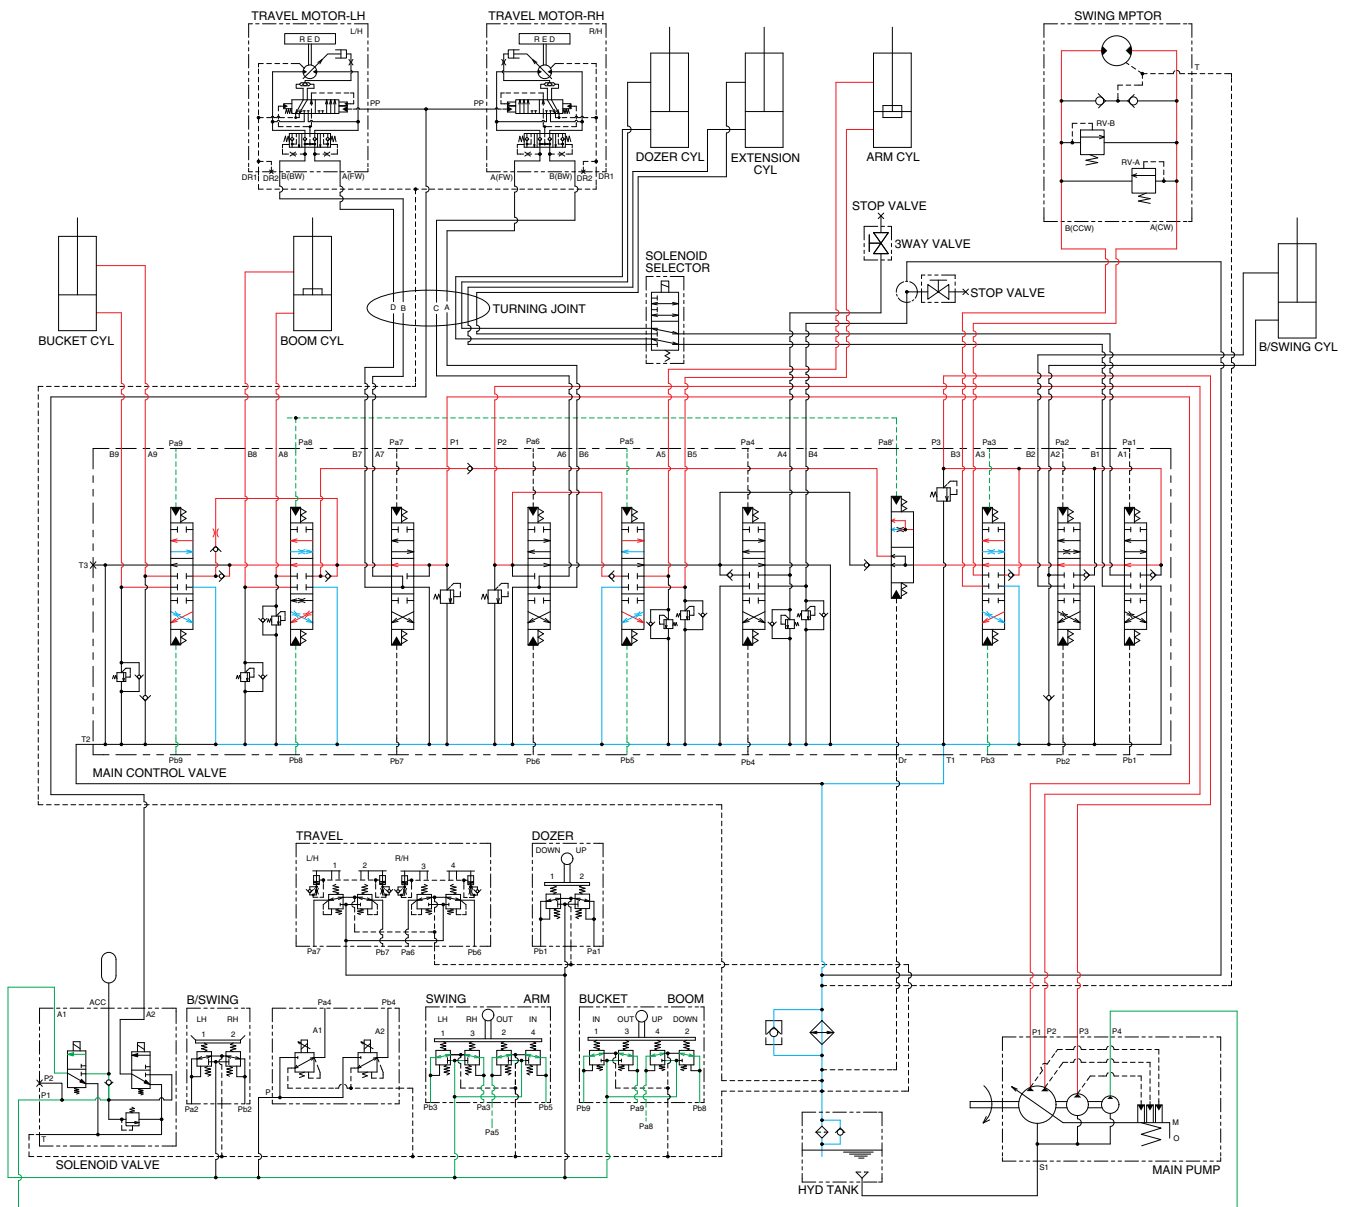 TRAVEL MOTOR-LH
TRAVEL MOTOR-RH
SWING MPTOR
L/H
R/H
R E D
R E D
T
PP
PP
RV-B
RV-A
DOZER CYL
EXTENSION
CYL
ARM CYL
DR1
DR2
B(BW)
A(FW)
A(FW)
B(BW)
DR2
DR1
STOP VALVE
3WAY VALVE
B(CCW)
A(CW)
SOLENOID
SELECTOR
STOP VALVE
D B
C A
TURNING JOINT
BUCKET CYL
BOOM CYL
B/SWING CYL
Pa9
Pa8
Pa7
P1
P2
Pa6
Pa5
Pa4
Pa8'
P3
Pa3
Pa2
Pa1
B9
A9
B8
A8
B7
A7
A6
B6
A5
B5
A4
B4
B3
A3
B2
A2
B1
A1
T3
T2
Pb9
Pb8
Pb7
Pb6
Pb5
Pb4
Dr
T1
Pb3
Pb2
Pb1
MAIN CONTROL VALVE
TRAVEL
DOZER
L/H
1
2
R/H
3
4
DOWN
UP
1
2
Pa7
Pb7
Pa6
Pb6
Pb1
Pa1
ACC
A1
A2
B/SWING
LH
RH
1
2
Pa4
Pb4
A1
A2
SWING
ARM
LH
RH
OUT
IN
1
3
2
4
BUCKET
BOOM
IN
OUT
UP
DOWN
1
3
4
2
P1
P2
P3
P4
P2
P1
T
P
Pa2
Pb2
Pb3
Pa3
Pb5
Pa5
Pb9
Pa9
Pb8
Pa8
M
O
SOLENOID VALVE
HYD TANK
S1
MAIN PUMP